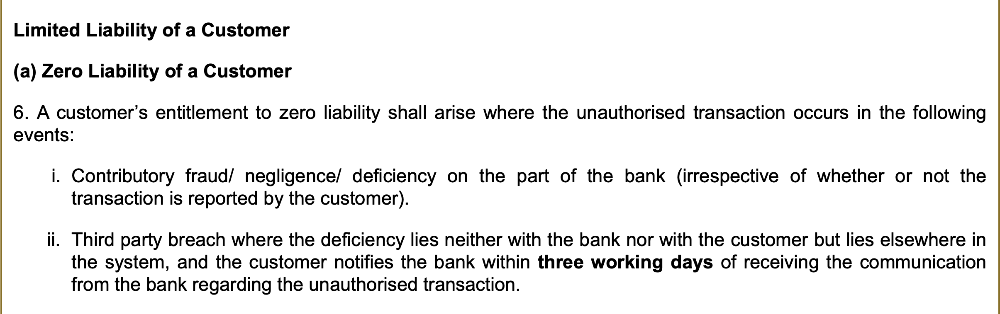 Limited Liability of a Customer
(a) Zero Liability of a Customer
6. A customer’s entitlement to zero liability shall arise where the unauthorised transaction occurs in the following
events:
i. Contributory fraud/ negligence/ deficiency on the part of the bank (irrespective of whether or not the
transaction is reported by the customer).
ii. Third party breach where the deficiency lies neither with the bank nor with the customer but lies elsewhere in
the system, and the customer notifies the bank within three working days of receiving the communication
from the bank regarding the unauthorised transaction.